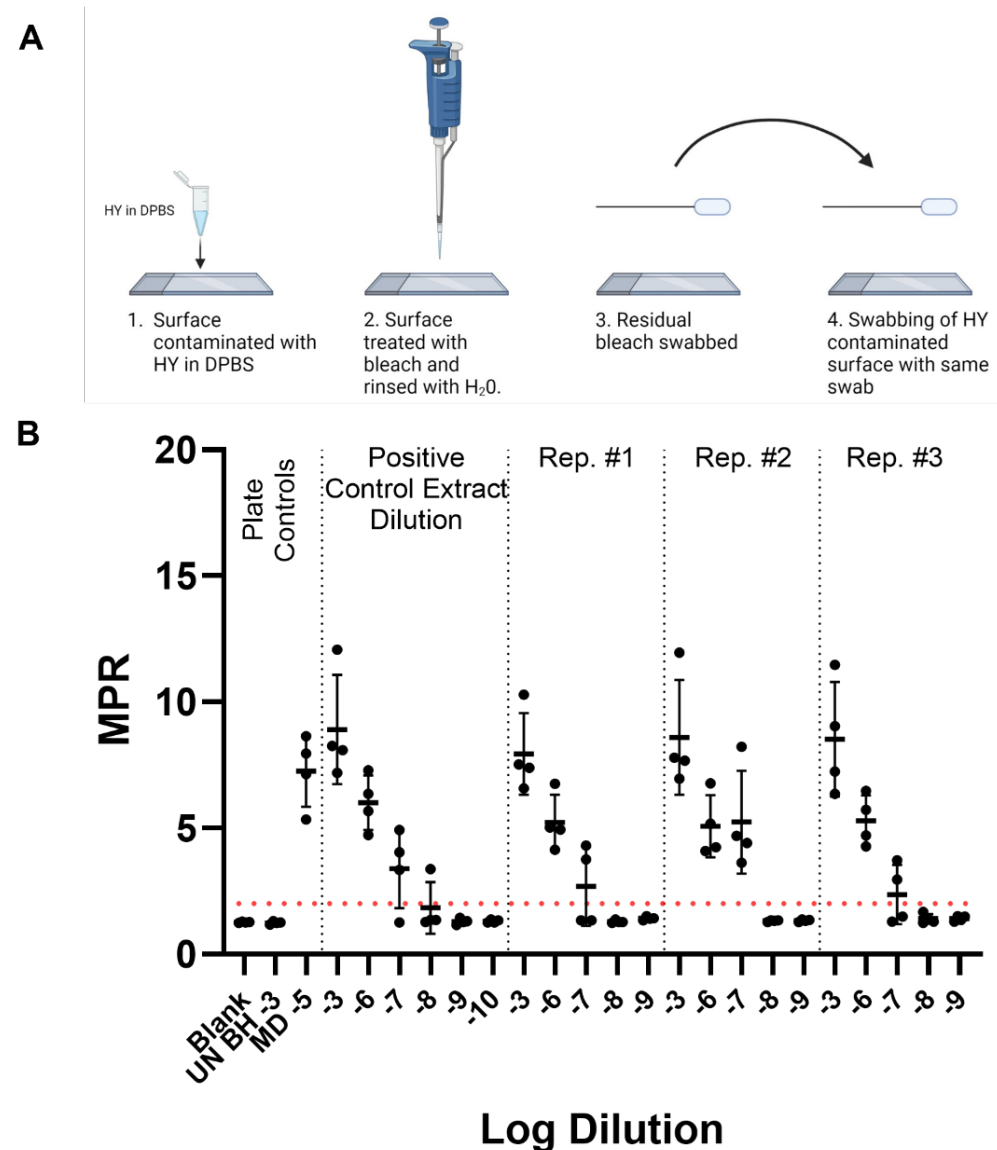 A
HY in DPBS
1. Surface
contaminated with
HY in DPBS
2. Surface
treated with
bleach and
rinsed with H₂0.
3. Residual
bleach swabbed
4. Swabbing of HY
contaminated
surface with same
swab
B
Plate
Controls
Positive
Control Extract
Dilution
Rep. #1
Rep. #2
Rep. #3
MPR
20
15
10
5
0
Blank
UN BH -3
MD -5
-3
-6
-7
-8
-9
-10
-3
-6
-7
-8
-9
-3
-6
-7
-8
-9
-3
-6
-7
-8
-9
Log Dilution